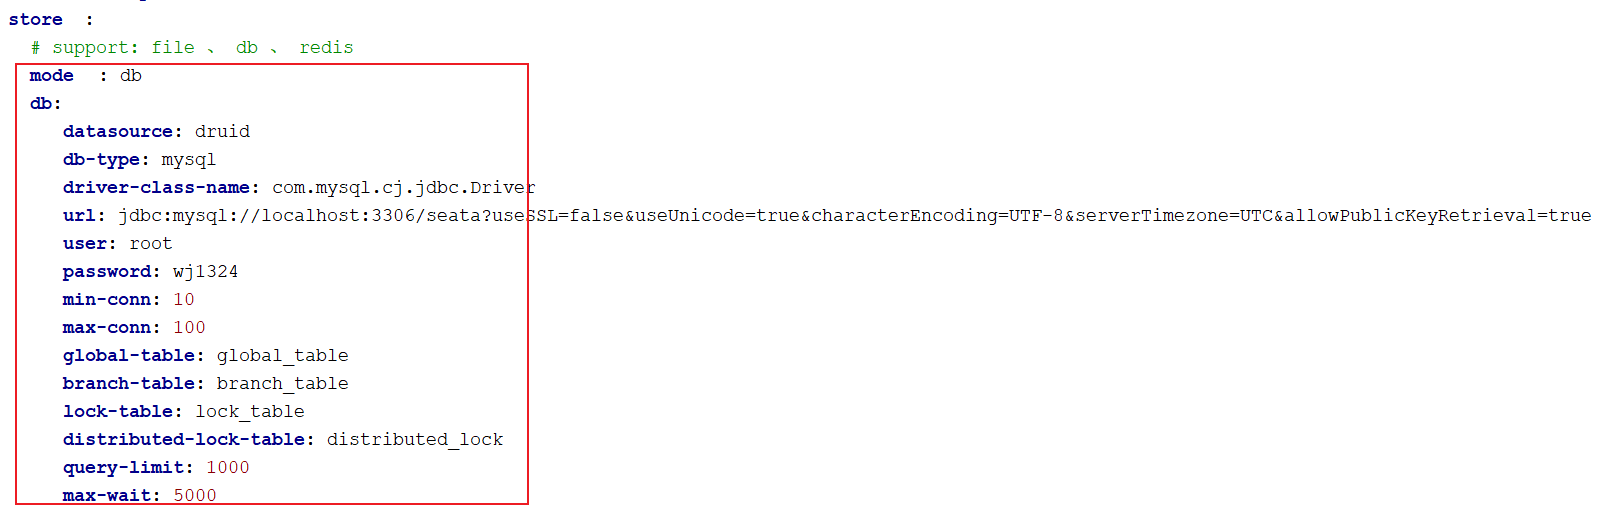 store  :
# support: file 、 db 、 redis
mode  : db
db:
datasource: druid
db-type: mysql
driver-class-name: com.mysql.cj.jdbc.Driver
url: jdbc:mysql://localhost:3306/seata?useSSL=false&useUnicode=true&characterEncoding=UTF-8&serverTimezone=UTC&allowPublicKeyRetrieval=true
user: root
password: wj1324
min-conn: 10
max-conn: 100
global-table: global_table
branch-table: branch_table
lock-table: lock_table
distributed-lock-table: distributed_lock
query-limit: 1000
max-wait: 5000